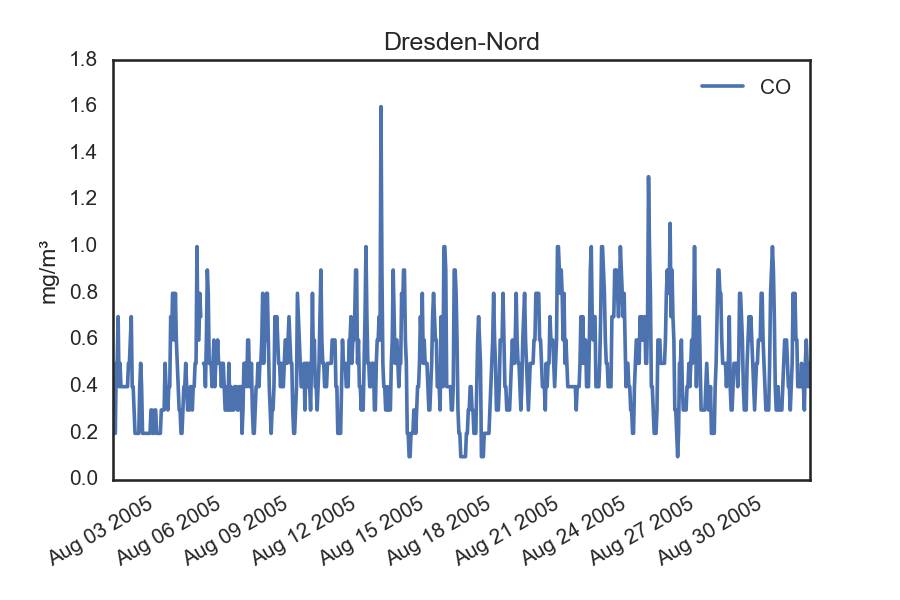 Dresden-Nord
1.8
1.6
1.4
1.2
1.0
0.8
0.6
0.4
0.2
0.0
mg/m³
CO
Aug 03 2005
Aug 06 2005
Aug 09 2005
Aug 12 2005
Aug 15 2005
Aug 18 2005
Aug 21 2005
Aug 24 2005
Aug 27 2005
Aug 30 2005